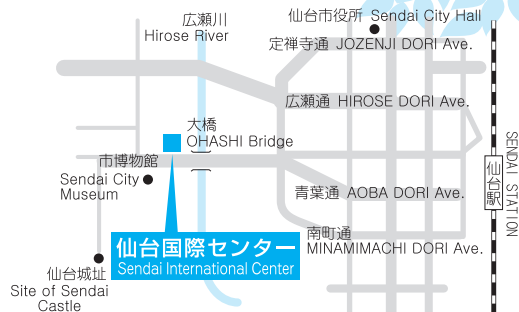 広瀬川
Hirose River
仙台市役所 Sendai City Hall
定禅寺通 JOZENJI DORI Ave.
広瀬通 HIROSE DORI Ave.
大橋
OHASHI Bridge
市博物館
Sendai City
Museum
青葉通 AOBA DORI Ave.
南町通
MINAMIMACHI DORI Ave.
仙台国際センター
Sendai International Center
仙台城址
Site of Sendai
Castle
仙台駅
SENDAI STATION